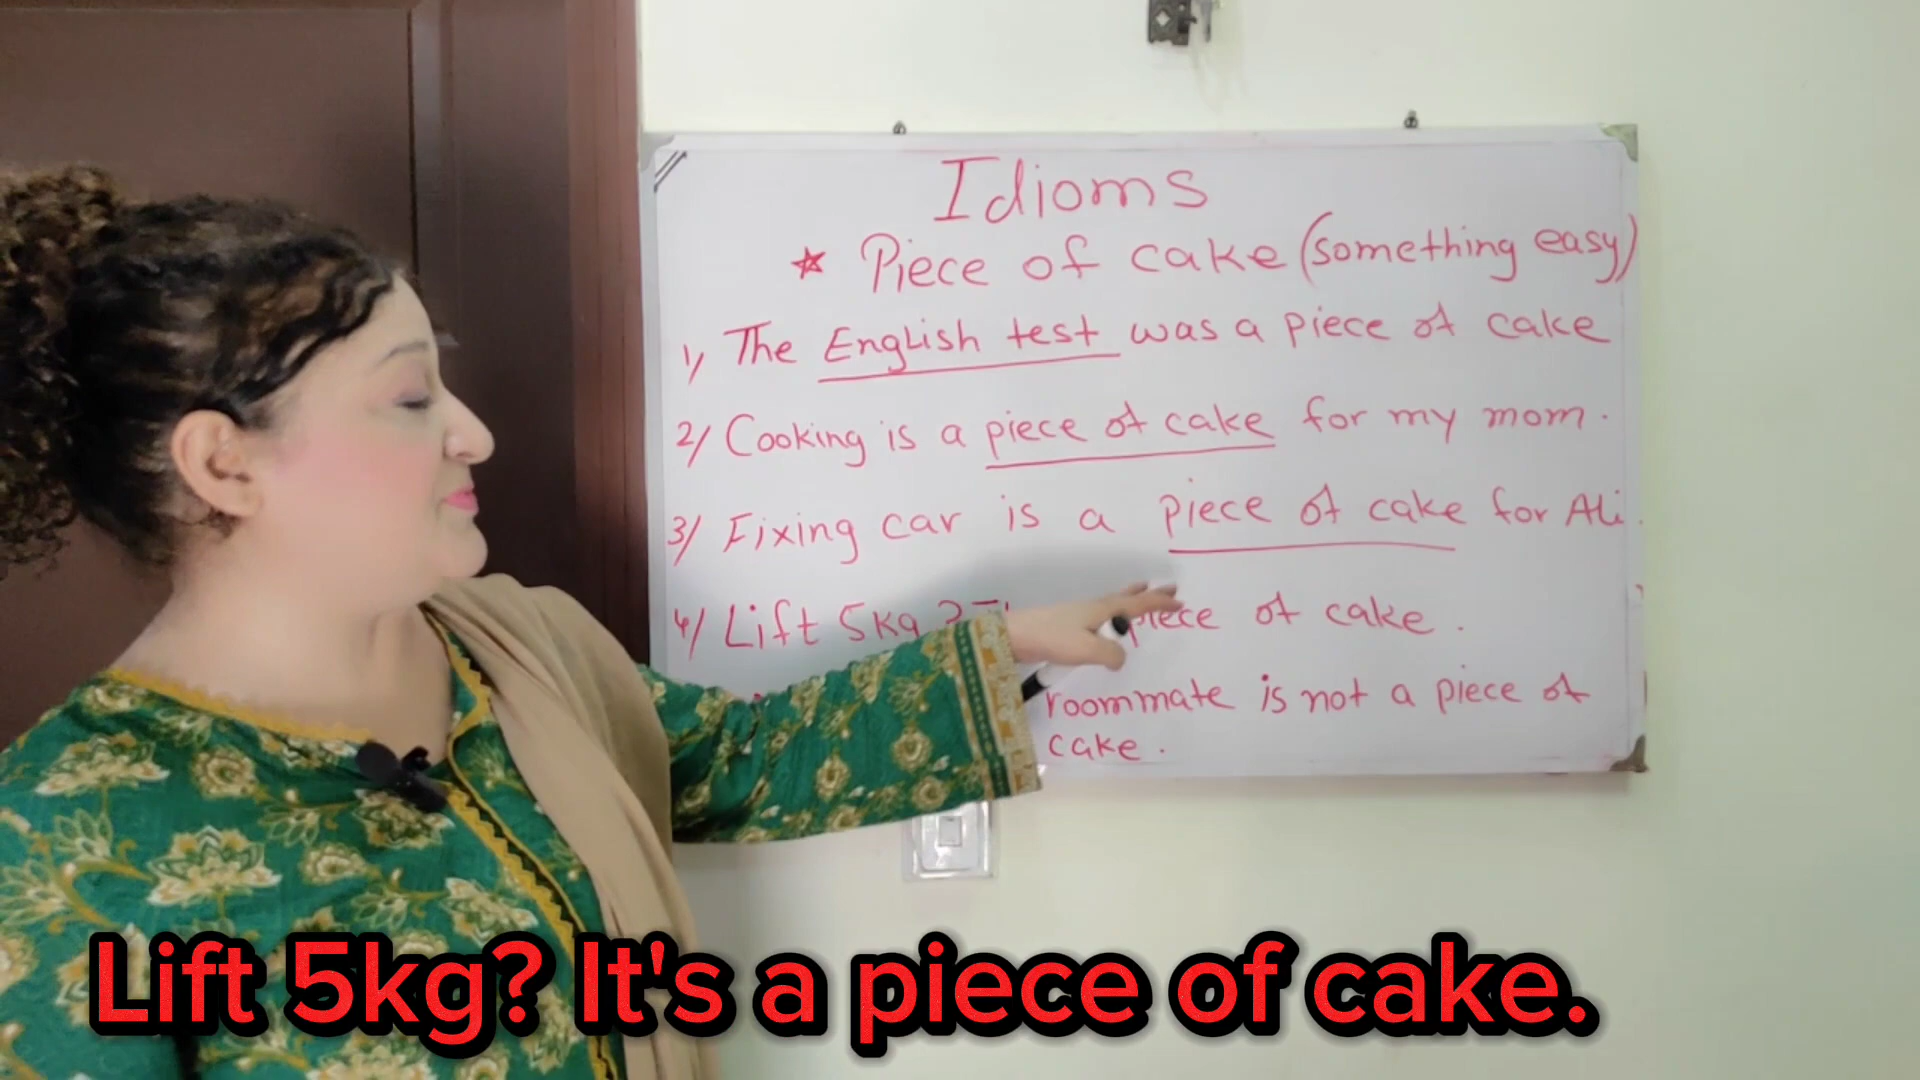 Idioms
* Piece of cake (something easy)
1) The English test was a piece of cake
2) Cooking is a piece of cake for my mom.
3) Fixing car is a piece of cake for Ali.
4) Lift 5kg ? piece of cake.
roommate is not a piece of
cake.
Lift 5kg? It's a piece of cake.